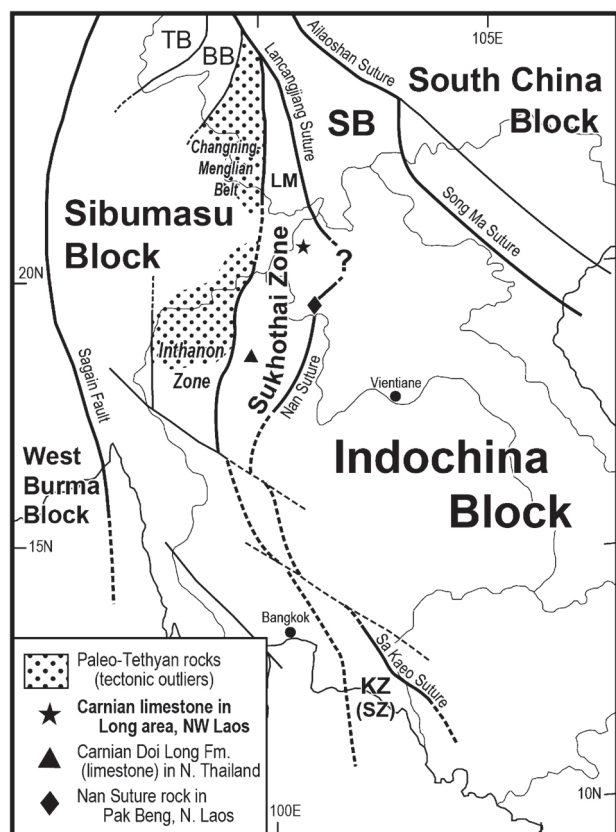 TB
BB
105E
Ailaoshan Suture
South China
Block
Lancangjiang Suture
SB
Changning-
Menglian
Belt
LM
Sibumasu
Block
Song Ma Suture
20N
?
Sukhothai Zone
Inthanon
Zone
Nan Suture
Sagain Fault
Vientiane
West
Burma
Block
Indochina
Block
15N
Bangkok
Sa Kaeo Suture
KZ
(SZ)
Paleo-Tethyan rocks
(tectonic outliers)
Carnian limestone in
Long area, NW Laos
Carnian Doi Long Fm.
(limestone) in N. Thailand
Nan Suture rock in
Pak Beng, N. Laos
100E
10N